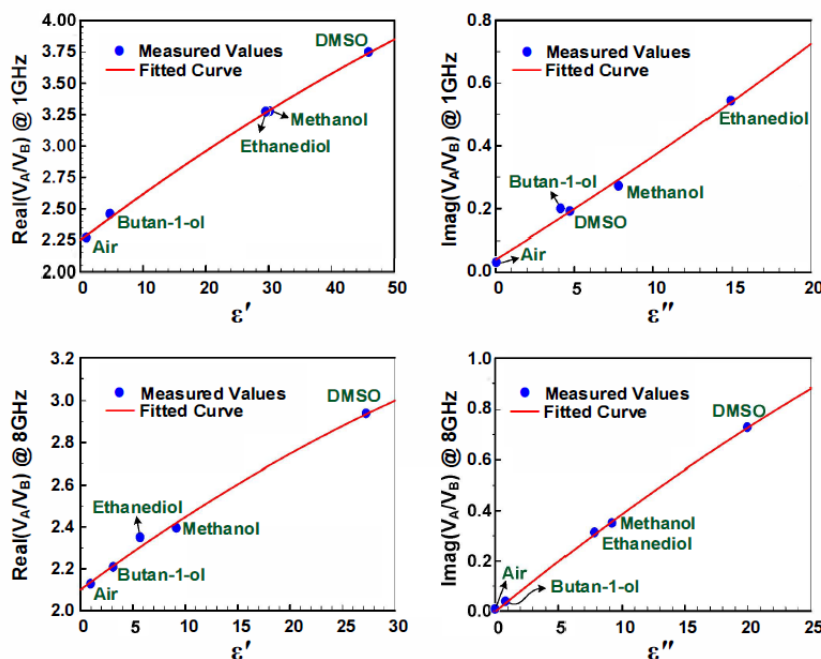 Real(VA/VB) @ 1GHz
4.00
3.75
3.50
3.25
3.00
2.75
2.50
2.25
2.00
Measured Values
Fitted Curve
DMSO
Methanol
Ethanediol
Butan-1-ol
Air
0 10 20 30 40 50
ε′
Imag(VA/VB) @ 1GHz
0.8
0.6
0.4
0.2
0.0
Measured Values
Fitted Curve
Ethanediol
Butan-1-ol
Methanol
DMSO
Air
0 5 10 15 20
ε″
Real(VA/VB) @ 8GHz
3.2
3.0
2.8
2.6
2.4
2.2
2.0
Measured Values
Fitted Curve
DMSO
Ethanediol
Methanol
Butan-1-ol
Air
0 5 10 15 20 25 30
ε′
Imag(VA/VB) @ 8GHz
1.0
0.8
0.6
0.4
0.2
0.0
Measured Values
Fitted Curve
DMSO
Methanol
Ethanediol
Air
Butan-1-ol
0 5 10 15 20 25
ε″